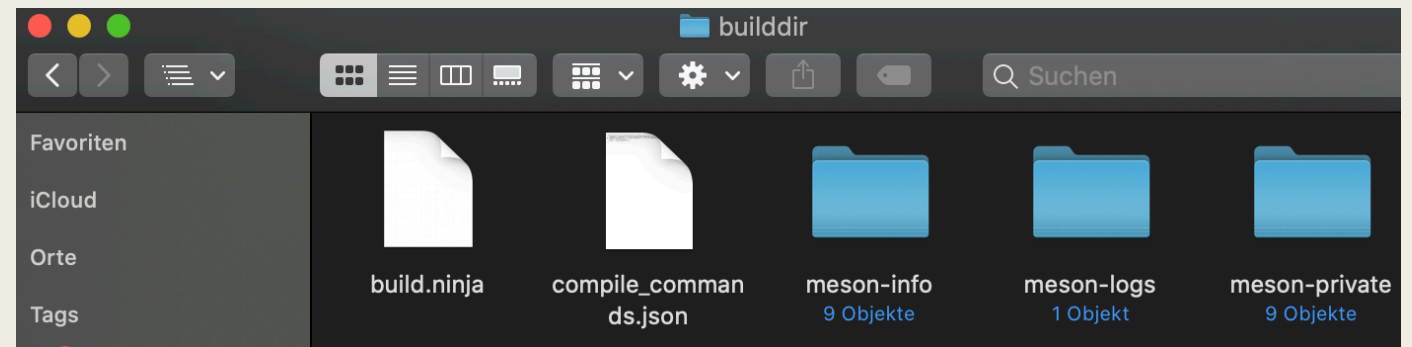 builddir
Suchen
Favoriten
iCloud
Orte
Tags
build.ninja
compile_comman
ds.json
meson-info
9 Objekte
meson-logs
1 Objekt
meson-private
9 Objekte